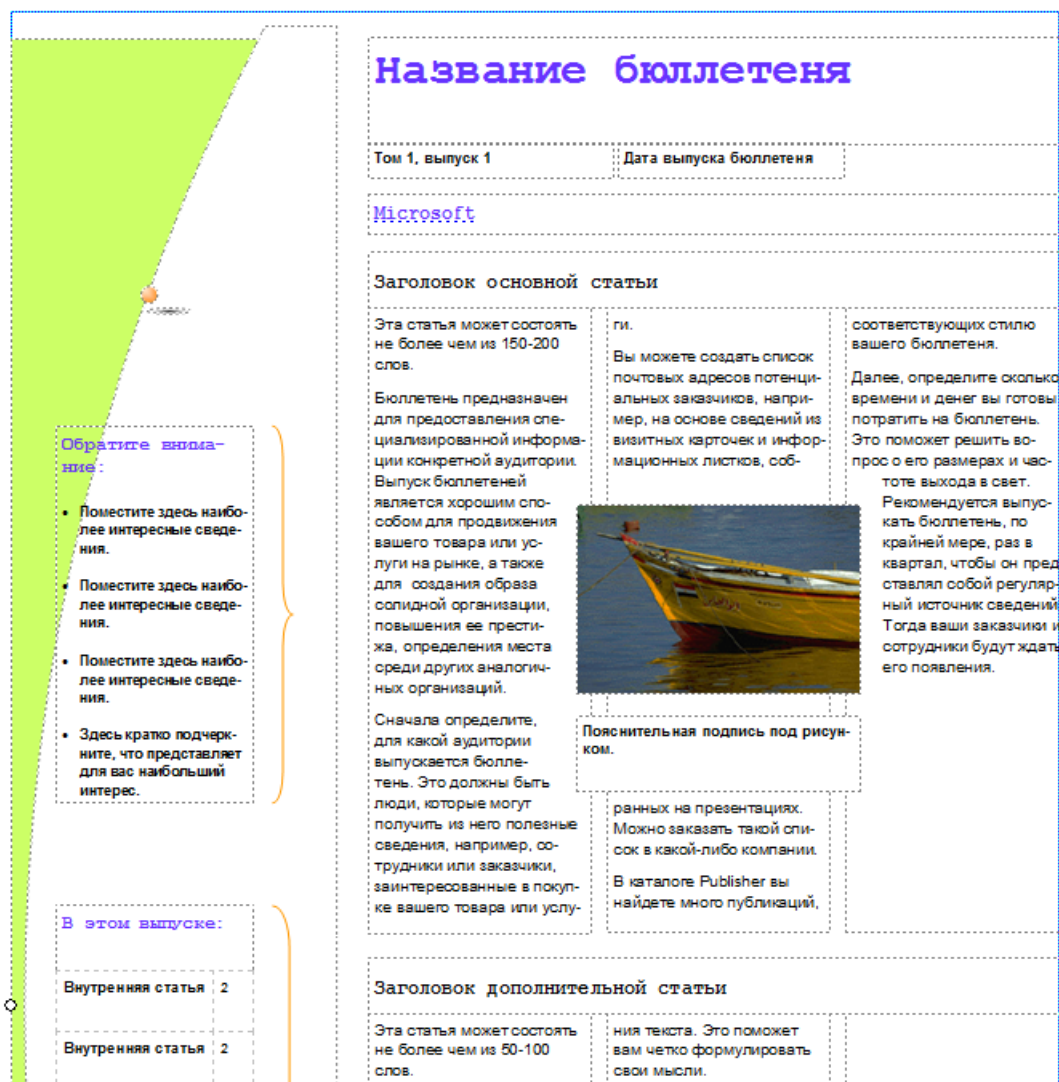 Название бюллетеня
Том 1, выпуск 1
Дата выпуска бюллетеня
Microsoft
Обратите внима-
ние:
• Поместите здесь наибо-
лее интересные сведе-
ния.
• Поместите здесь наибо-
лее интересные сведе-
ния.
• Поместите здесь наибо-
лее интересные сведе-
ния.
• Здесь кратко подчерк-
ните, что представляет
для вас наибольший
интерес.
В этом выпуске:
Внутренняя статья 2
Внутренняя статья 2
Заголовок основной статьи
Эта статья может состоять
не более чем из 150-200
слов.
Бюллетень предназначен
для предоставления спе-
циализированной информа-
ции конкретной аудитории.
Выпуск бюллетеней
является хорошим спо-
собом для продвижения
вашего товара или ус-
луги на рынке, а также
для создания образа
солидной организации,
повышения ее прести-
жа, определения места
среди других аналогич-
ных организаций.
Сначала определите,
для какой аудитории
выпускается бюлле-
тень. Это должны быть
люди, которые могут
получить из него полезные
сведения, например, со-
трудники или заказчики,
заинтересованные в покуп-
ке вашего товара или услу-
ги.
Вы можете создать список
почтовых адресов потенци-
альных заказчиков, напри-
мер, на основе сведений из
визитных карточек и инфор-
мационных листков, соб-
Пояснительная подпись под рисун-
ком.
ранных на презентациях.
Можно заказать такой спи-
сок в какой-либо компании.
В каталоге Publisher вы
найдете много публикаций,
соответствующих стилю
вашего бюллетеня.
Далее, определите сколько
времени и денег вы готовы
потратить на бюллетень.
Это поможет решить во-
прос о его размерах и час-
тоте выхода в свет.
Рекомендуется выпус-
кать бюллетень, по
крайней мере, раз в
квартал, чтобы он пред
ставлял собой регуляр-
ный источник сведений
Тогда ваши заказчики и
сотрудники будут ждать
его появления.
Заголовок дополнительной статьи
Эта статья может состоять
не более чем из 50-100
слов.
ния текста. Это поможет
вам четко формулировать
свои мысли.